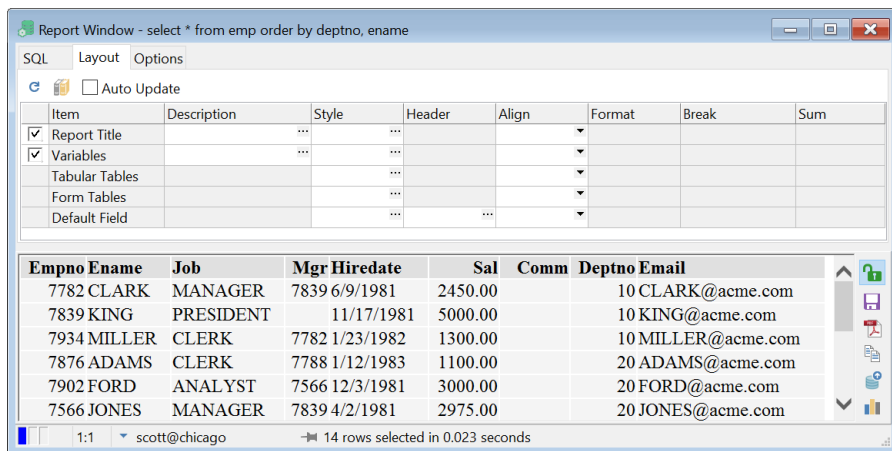 Report Window - select * from emp order by deptno, ename
SQL Layout Options
Auto Update
Item Description Style Header Align Format Break Sum
Report Title ... ...
Variables ... ...
Tabular Tables ...
Form Tables ...
Default Field ... ...
Empno Ename Job Mgr Hiredate Sal Comm Deptno Email
7782 CLARK MANAGER 7839 6/9/1981 2450.00 10 CLARK@acme.com
7839 KING PRESIDENT 11/17/1981 5000.00 10 KING@acme.com
7934 MILLER CLERK 7782 1/23/1982 1300.00 10 MILLER@acme.com
7876 ADAMS CLERK 7788 1/12/1983 1100.00 20 ADAMS@acme.com
7902 FORD ANALYST 7566 12/3/1981 3000.00 20 FORD@acme.com
7566 JONES MANAGER 7839 4/2/1981 2975.00 20 JONES@acme.com
1:1 scott@chicago 14 rows selected in 0.023 seconds